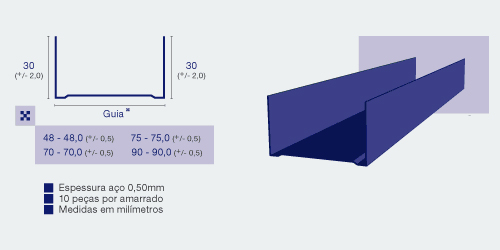 30
(+/- 2,0)
30
(+/- 2,0)
Guia*
48 - 48,0 (+/- 0,5) 75 - 75,0 (+/- 0,5)
70 - 70,0 (+/- 0,5) 90 - 90,0 (+/- 0,5)
Espessura aço 0,50mm
10 peças por amarrado
Medidas em milímetros